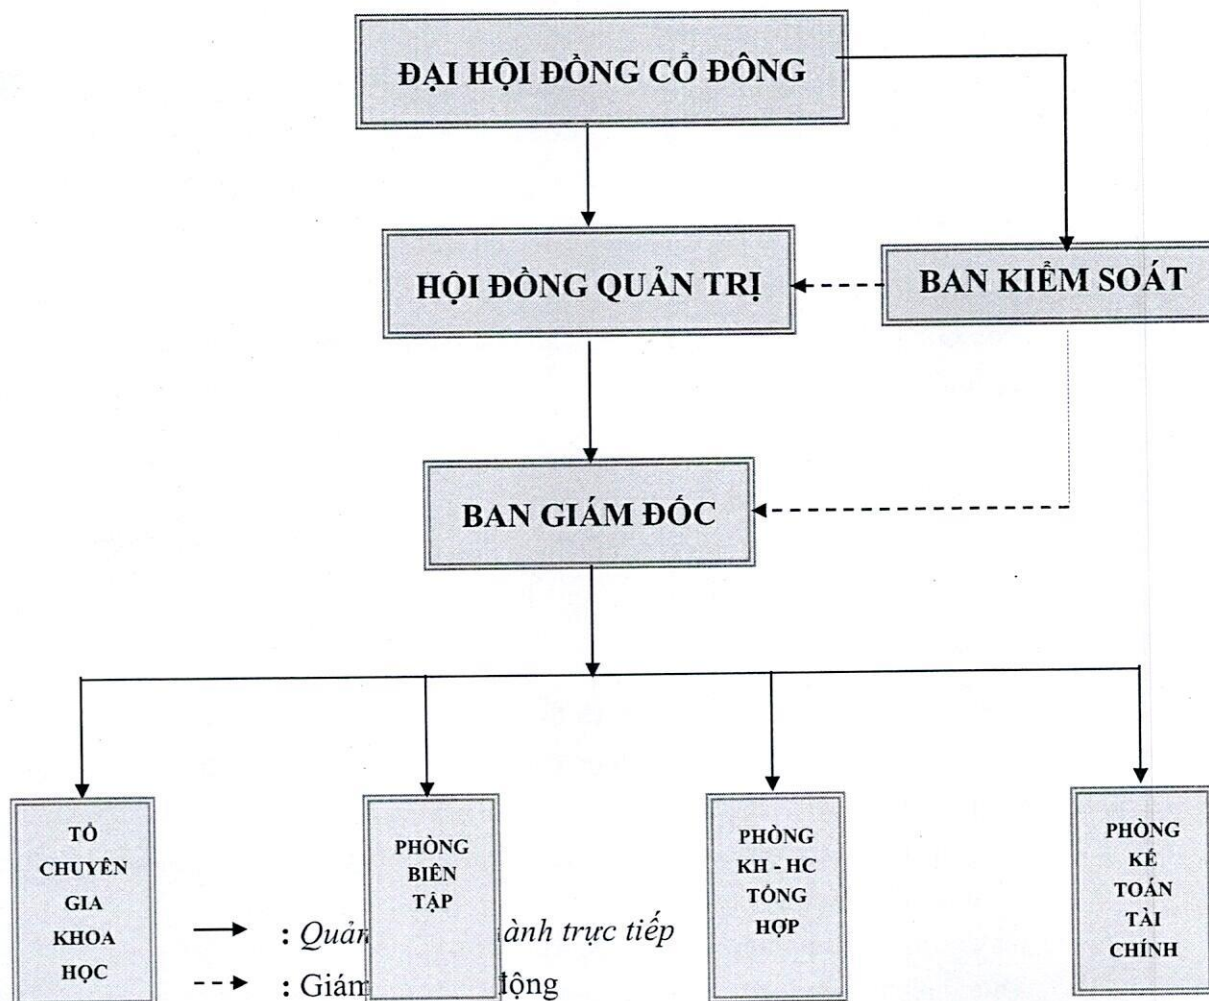 ĐẠI HỘI ĐỒNG CỔ ĐÔNG
HỘI ĐỒNG QUẢN TRỊ
BAN KIỂM SOÁT
BAN GIÁM ĐỐC
TỔ
CHUYÊN
GIA
KHOA
HỌC
PHÒNG
BIÊN
TẬP
PHÒNG
KH - HC
TỔNG
HỢP
PHÒNG
KẾ
TOÁN
TÀI
CHÍNH
: Quản ành trực tiếp
: Giám động